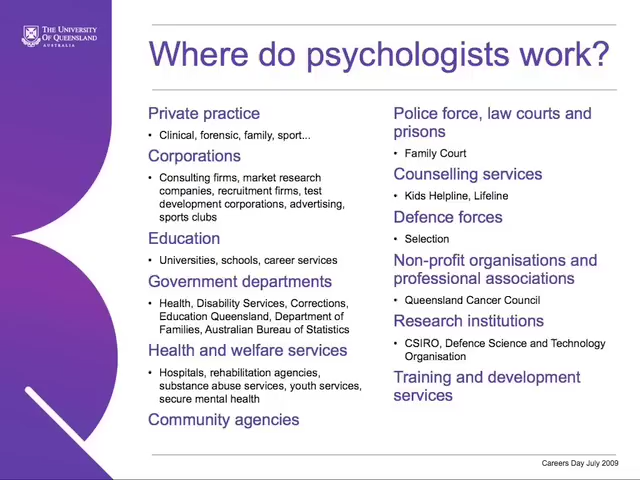 THE UNIVERSITY
OF QUEENSLAND
AUSTRALIA
Where do psychologists work?
Private practice
• Clinical, forensic, family, sport...
Corporations
• Consulting firms, market research
companies, recruitment firms, test
development corporations, advertising,
sports clubs
Education
• Universities, schools, career services
Government departments
• Health, Disability Services, Corrections,
Education Queensland, Department of
Families, Australian Bureau of Statistics
Health and welfare services
• Hospitals, rehabilitation agencies,
substance abuse services, youth services,
secure mental health
Community agencies
Police force, law courts and
prisons
• Family Court
Counselling services
• Kids Helpline, Lifeline
Defence forces
• Selection
Non-profit organisations and
professional associations
• Queensland Cancer Council
Research institutions
• CSIRO, Defence Science and Technology
Organisation
Training and development
services
Careers Day July 2009